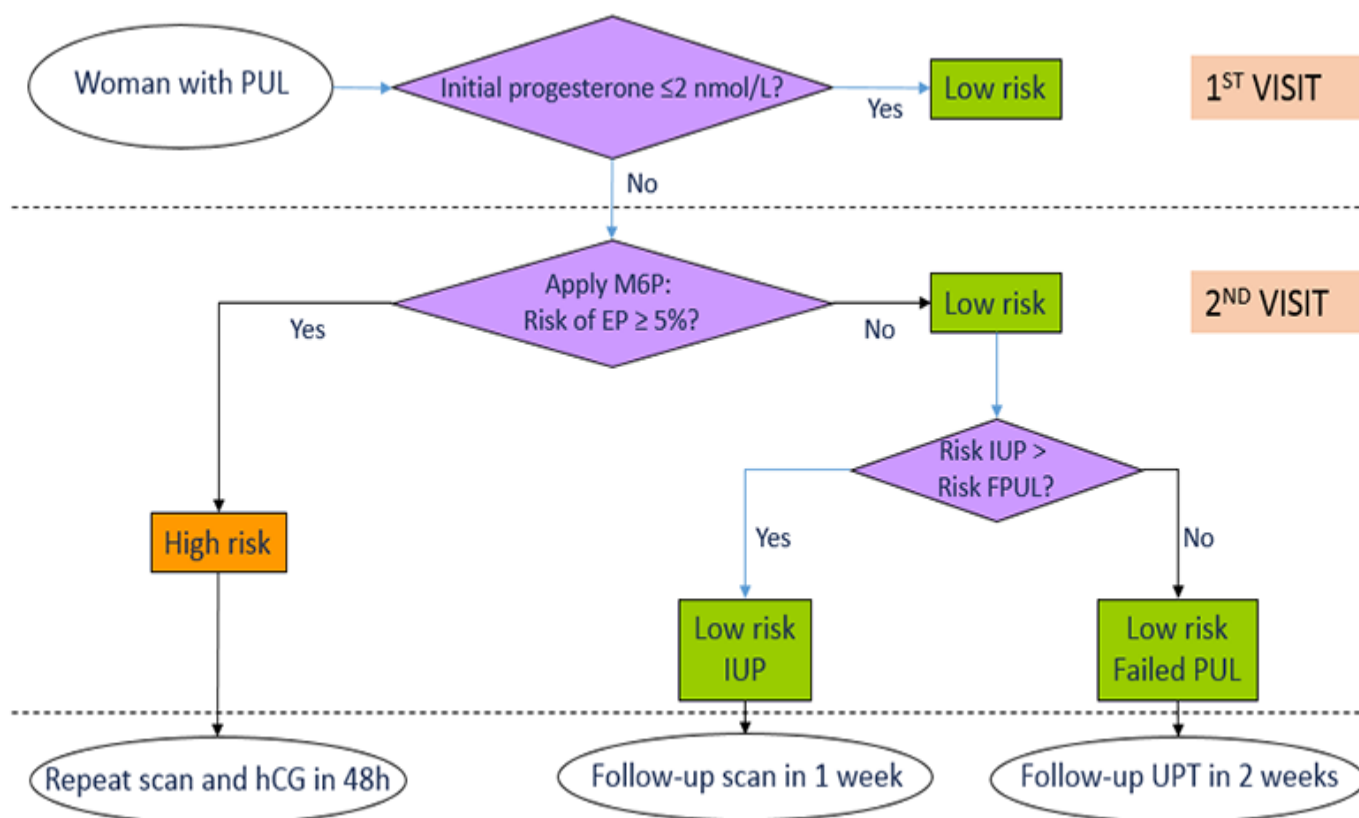 Woman with PUL
Initial progesterone ≤2 nmol/L?
Yes
Low risk
1ST VISIT
No
Apply M6P:
Risk of EP ≥ 5%?
Yes
No
Low risk
2ND VISIT
Risk IUP >
Risk FPUL?
Yes
No
High risk
Low risk
IUP
Low risk
Failed PUL
Repeat scan and hCG in 48h
Follow-up scan in 1 week
Follow-up UPT in 2 weeks